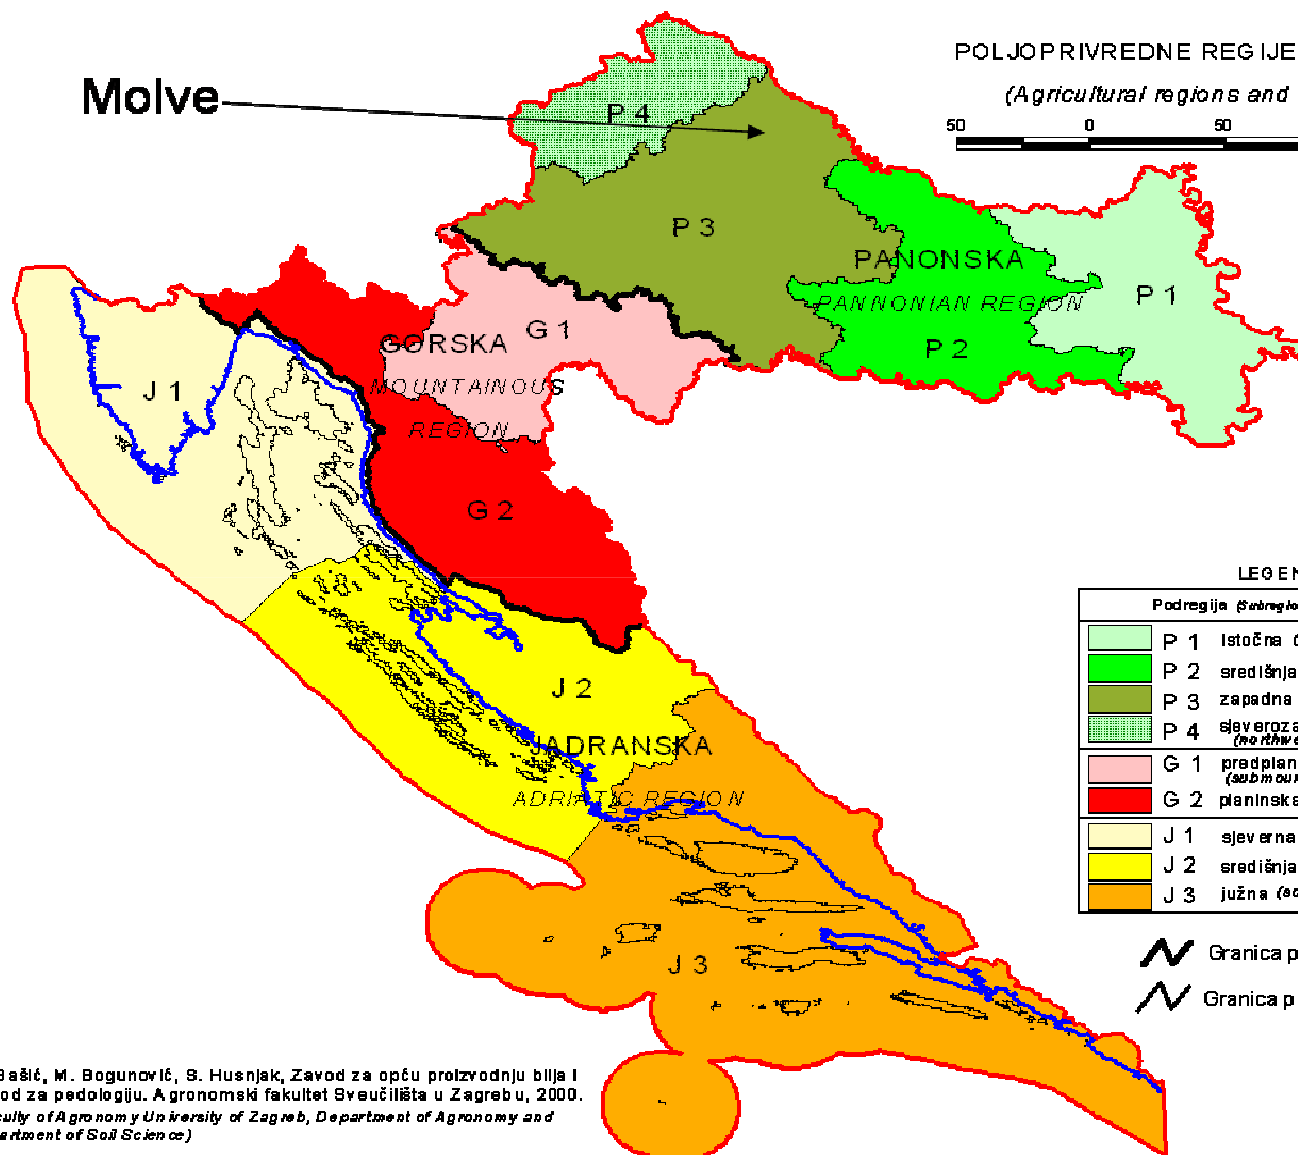 POLJOPRIVREDNE REGIJE
(Agricultural regions and
50 0 50
Molve
P 4
P 3
PANONSKA
PANNONIAN REGION
P 1
P 2
G 1
GORSKA
MOUNTAINOUS
REGION
J 1
G 2
J 2
JADRANSKA
ADRIATIC REGION
J 3
LEGEN
Podregija (Subregio
P 1 Istočna
P 2 središnja
P 3 zapadna
P 4 sjeveroza
(northwe
G 1 predplan
(submour
G 2 planinska
J 1 sjeverna
J 2 središnja
J 3 južna (so
Granica p
Granica p
Bašić, M. Bogunović, S. Husnjak, Zavod za opću proizvodnju bilja i
od za pedologiju. Agronomski fakultet Sveučilišta u Zagrebu, 2000.
culty of Agronomy University of Zagreb, Department of Agronomy and
artment of Soil Science)